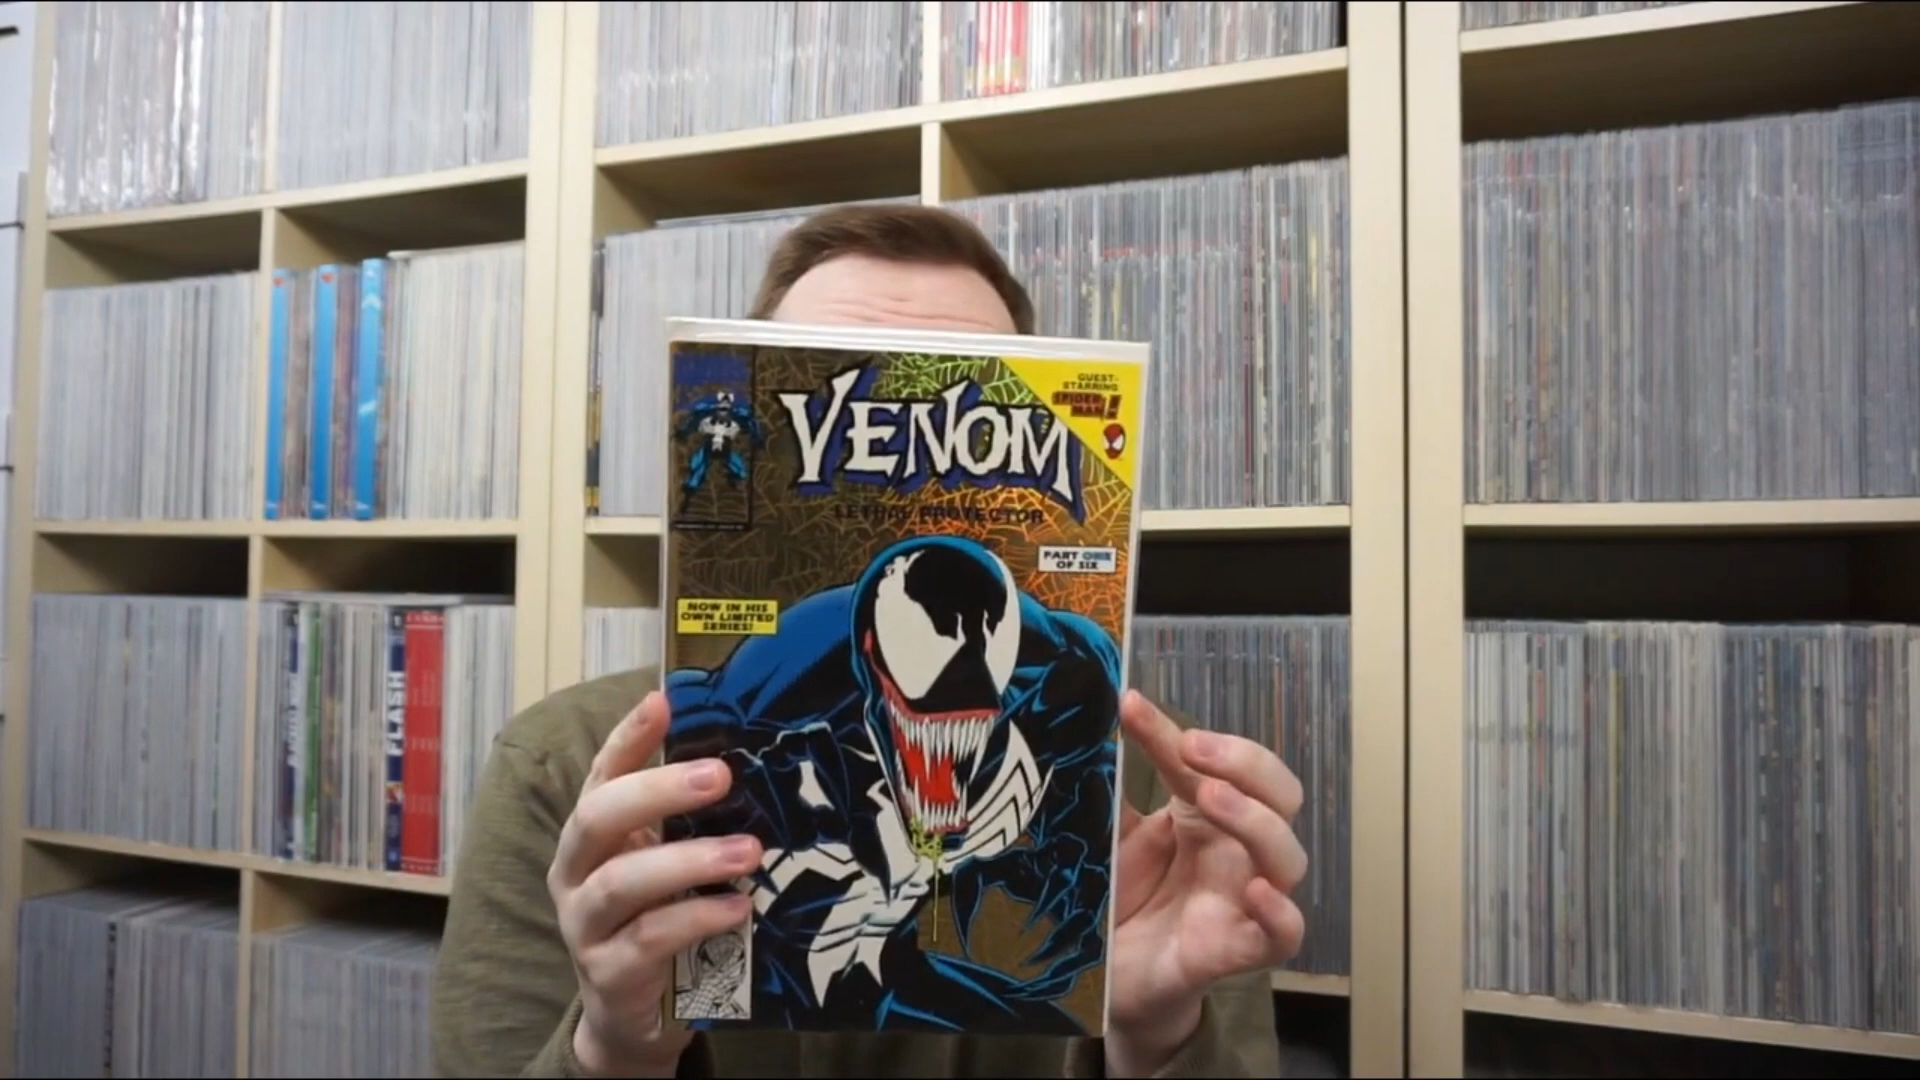 VENOM
GUEST-
STARRING
SPIDER-
MAN!
LETHAL PROTECTOR
PART ONE
OF SIX
NOW IN HIS
OWN LIMITED
SERIES!
FLASH